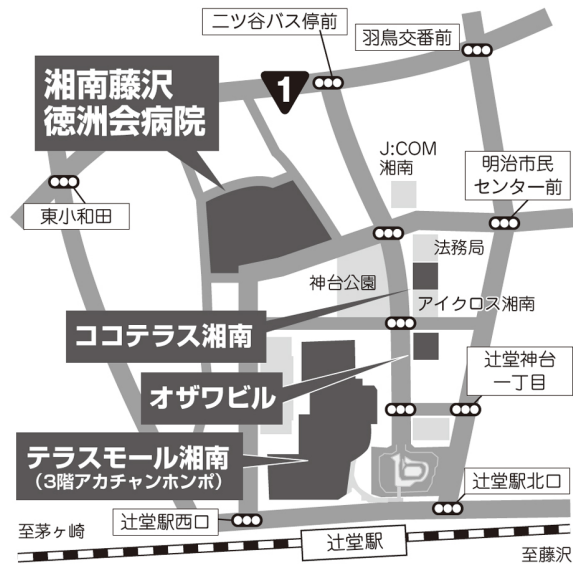 二ツ谷バス停前
羽鳥交番前
1
湘南藤沢
徳洲会病院
J:COM
湘南
明治市民
センター前
東小和田
法務局
神台公園
アイクロス湘南
ココテラス湘南
辻堂神台
一丁目
オザワビル
テラスモール湘南
(3階アカチャンホンポ)
辻堂駅北口
辻堂駅西口
至茅ヶ崎
辻堂駅
至藤沢